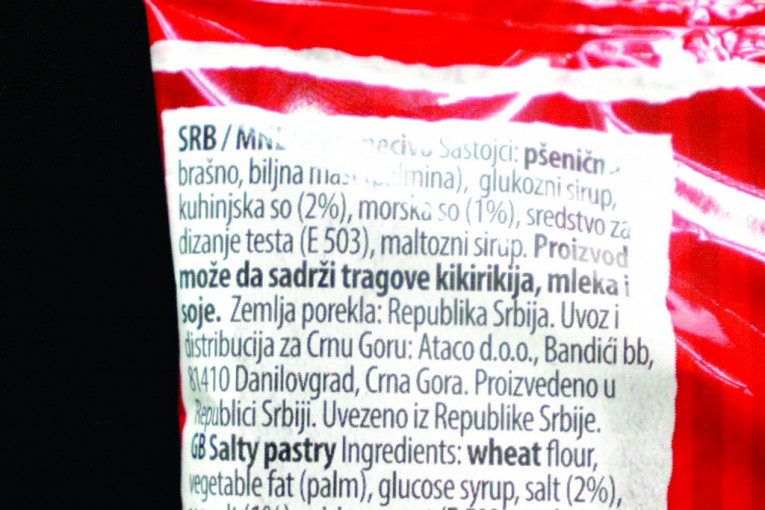 SRB / MNE Sastojci: pšenično
brašno, biljna mast (palmina), glukozni sirup,
kuhinjska so (2%), morska so (1%), sredstvo za
dizanje testa (E 503), maltozni sirup. Proizvod
može da sadrži tragove kikirikija, mleka i
soje. Zemlja porekla: Republika Srbija. Uvoz i
distribucija za Crnu Goru: Ataco d.o.o., Bandići bb,
81410 Danilovgrad, Crna Gora. Proizvedeno u
Republici Srbiji. Uvezeno iz Republike Srbije.
GB Salty pastry Ingredients: wheat flour,
vegetable fat (palm), glucose syrup, salt (2%),